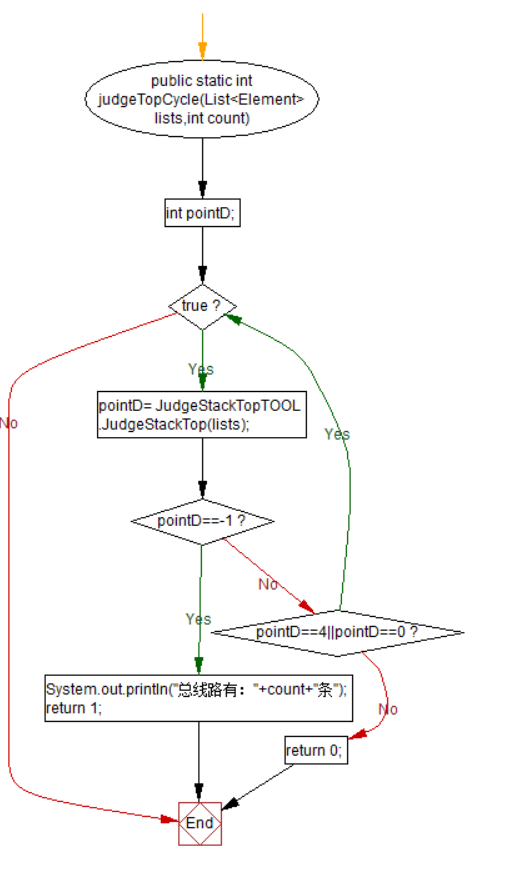 public static int
judgeTopCycle(List<Element>
lists,int count)
int pointD;
true ?
Yes
No
pointD= JudgeStackTopTOOL
.JudgeStackTop(lists);
Yes
pointD==-1 ?
No
Yes
pointD==4||pointD==0 ?
System.out.println("总线路有："+count+"条");
return 1;
No
return 0;
End